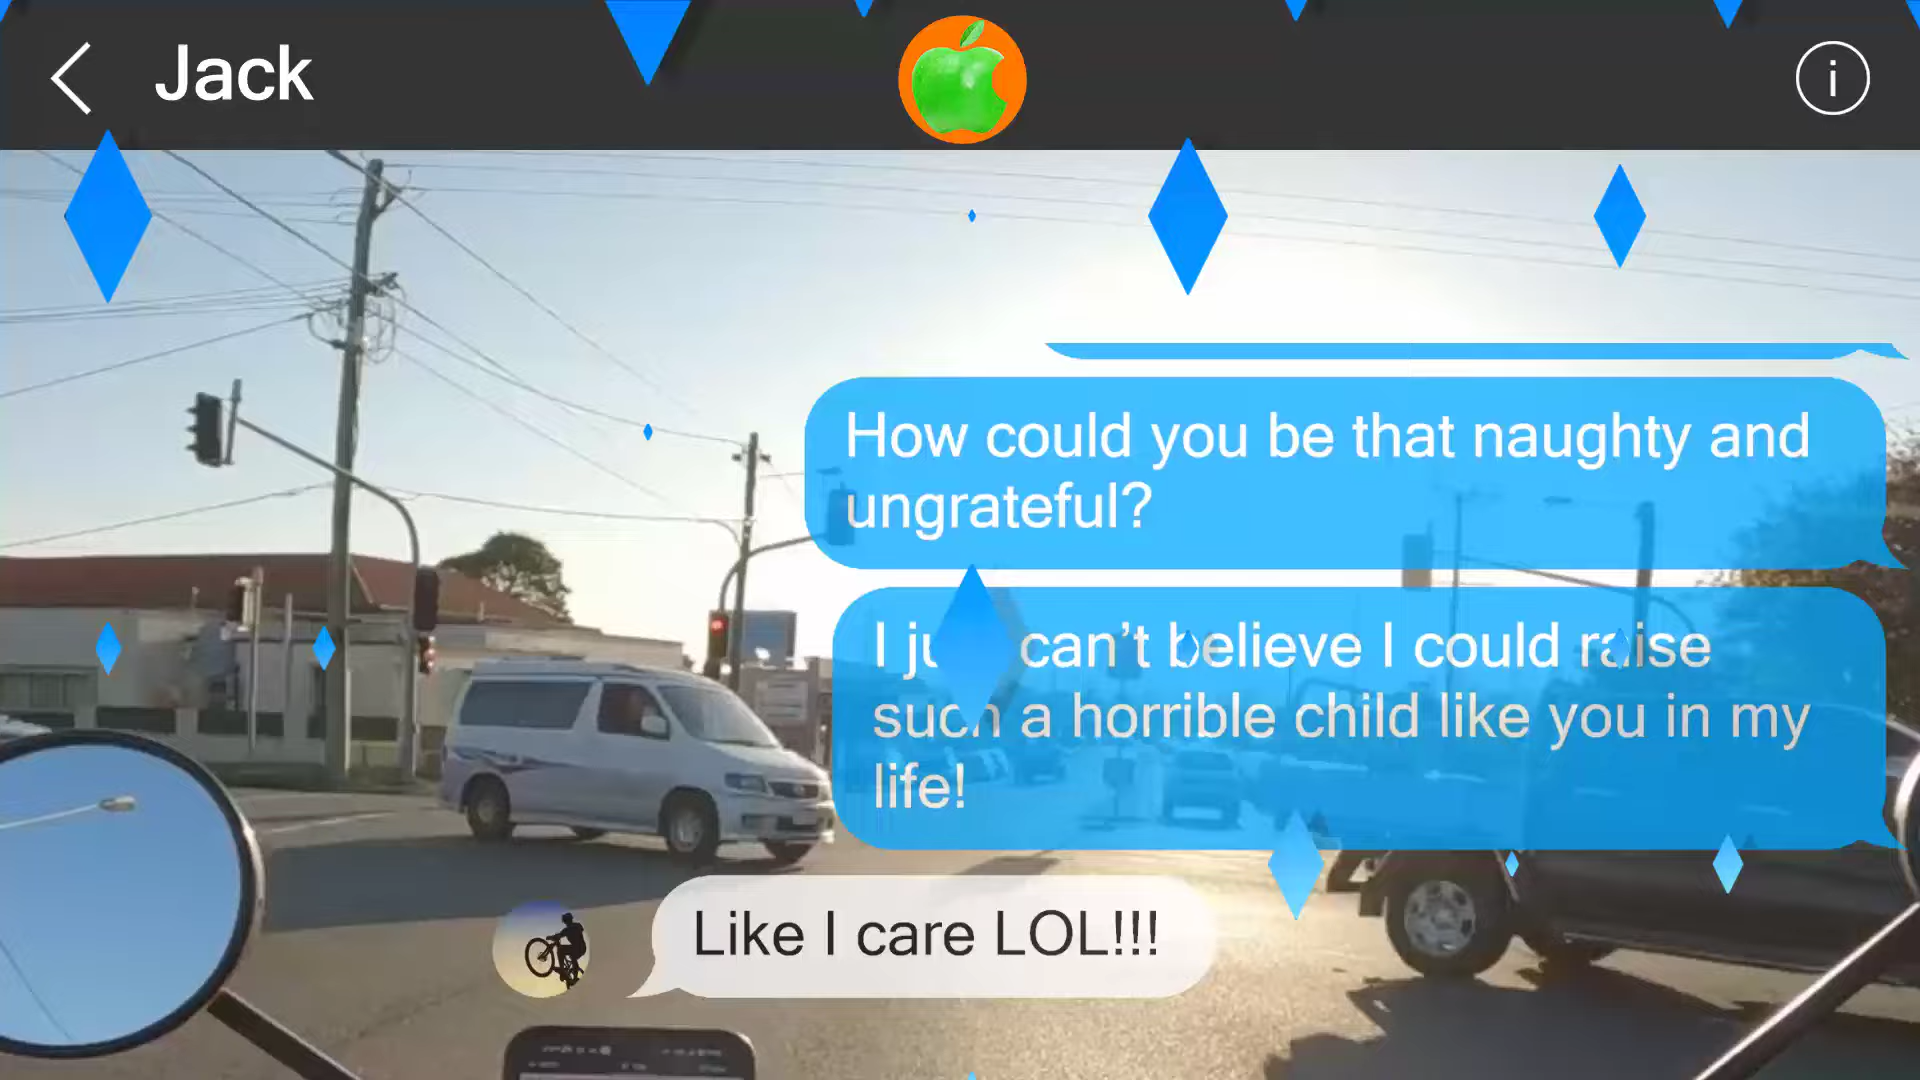 Jack
i
How could you be that naughty and
ungrateful?
I ju can’t believe I could raise
such a horrible child like you in my
life!
Like I care LOL!!!